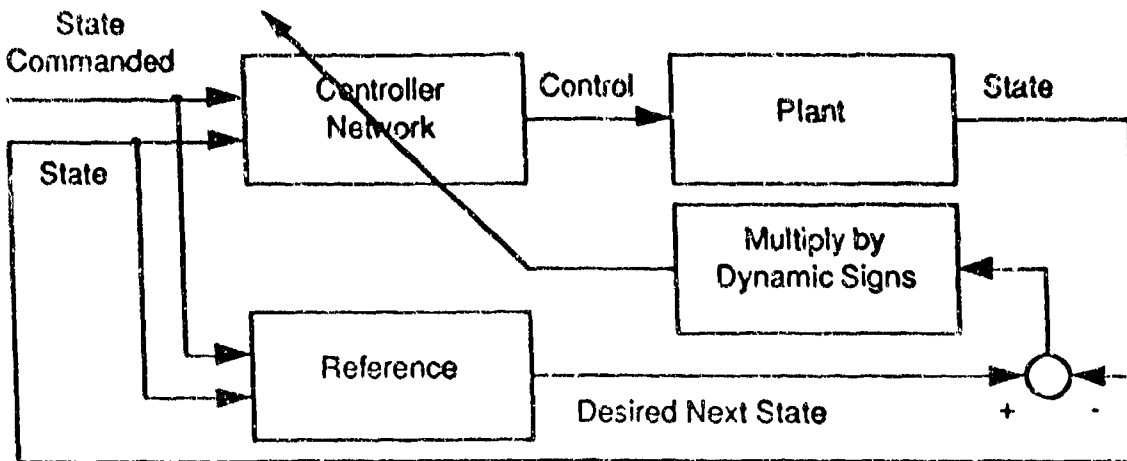 State
Commanded
Controller
Network
Control
Plant
State
State
Multiply by
Dynamic Signs
Reference
Desired Next State
+ -